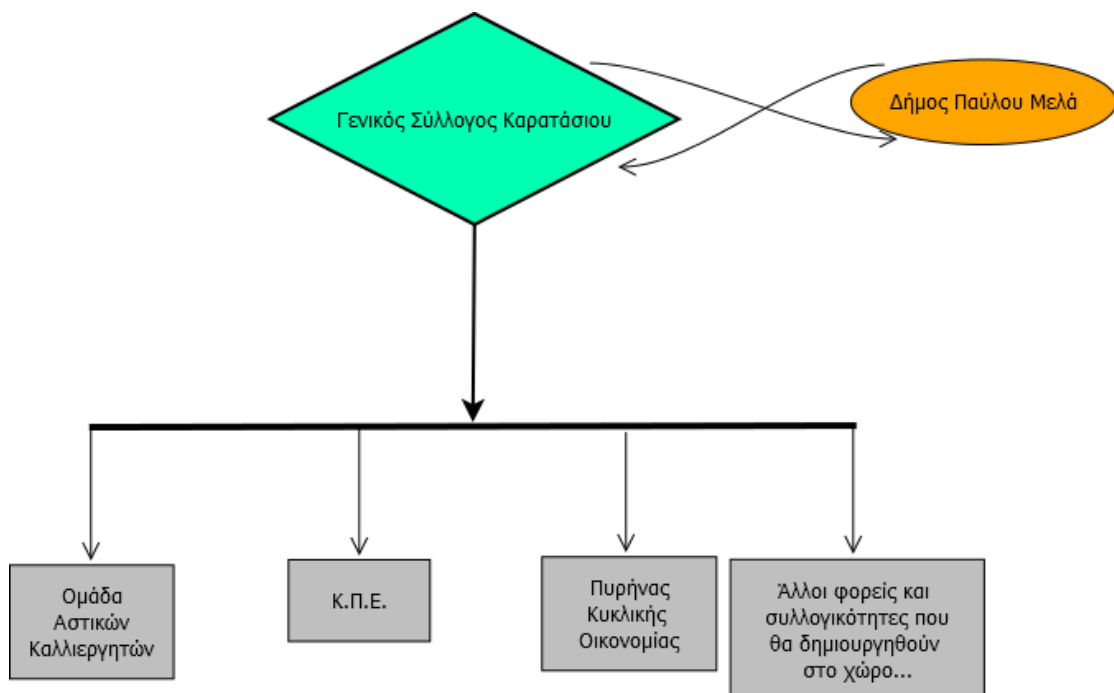 Γενικός Σύλλογος Καρατάσιου
Δήμος Παύλου Μελά
Ομάδα
Αστικών
Καλλιεργητών
Κ.Π.Ε.
Πυρήνας
Κυκλικής
Οικονομίας
Άλλοι φορείς και
συλλογικότητες που
θα δημιουργηθούν
στο χώρο...